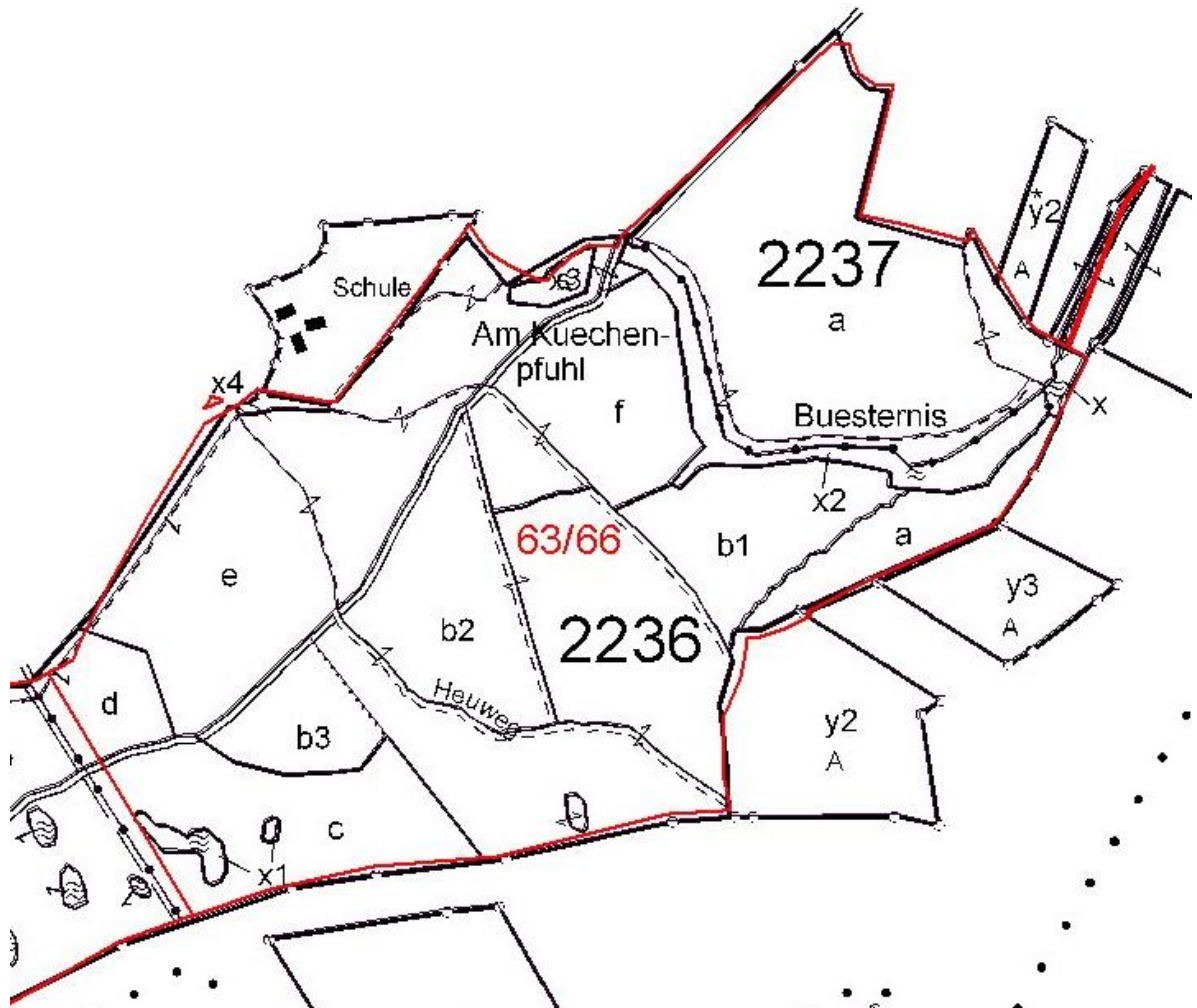 y2
A
1
2237
a
Schule
x3
Am Kuechen-
pfuhl
x4
f
Buesternis
x
x2
63/66
b1
a
e
y3
A
b2
2236
d
Heuweg
b3
y2
A
c
x1